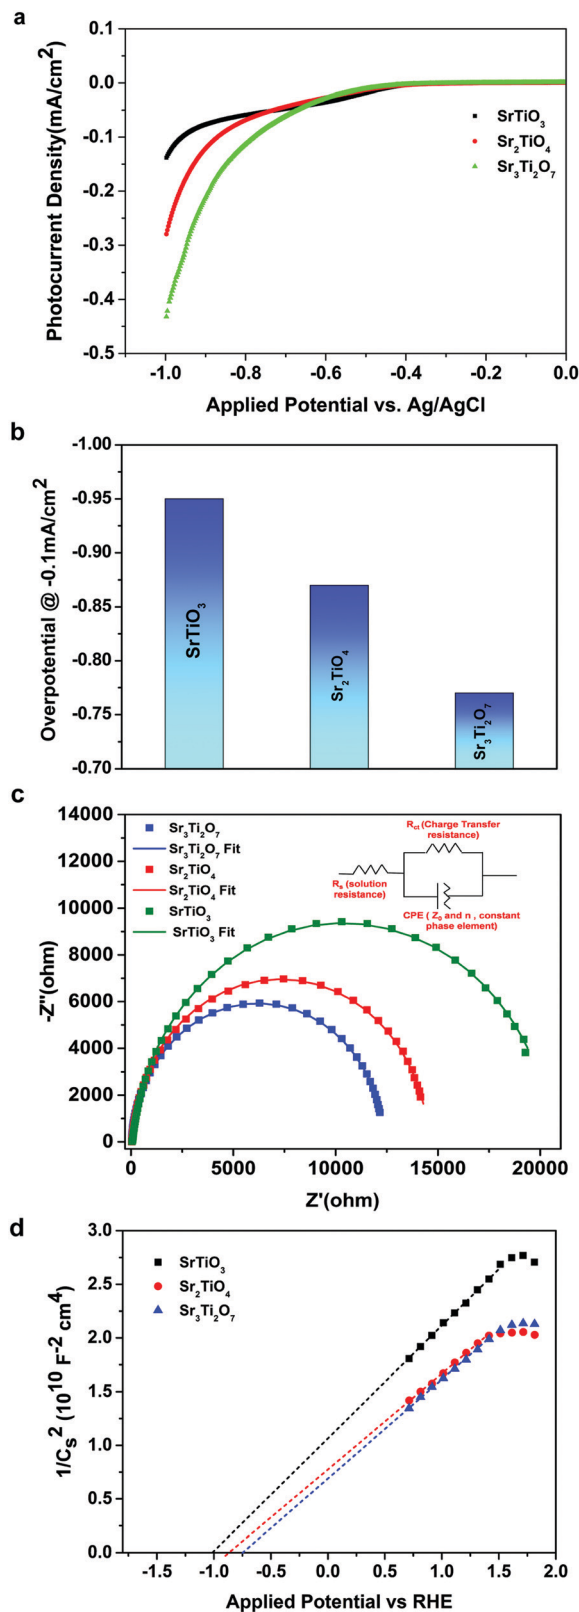 a
0.1
0.0
-0.1
-0.2
-0.3
-0.4
-0.5
Photocurrent Density(mA/cm²)
SrTiO₃
Sr₂TiO₄
Sr₃Ti₂O₇
-1.0 -0.8 -0.6 -0.4 -0.2 0.0
Applied Potential vs. Ag/AgCl
b
-1.00
-0.95
-0.90
-0.85
-0.80
-0.75
-0.70
Overpotential @ -0.1mA/cm²
SrTiO₃
Sr₂TiO₄
Sr₃Ti₂O₇
c
14000
12000
10000
8000
6000
4000
2000
0
-Z"(ohm)
Sr₃Ti₂O₇
Sr₃Ti₂O₇ Fit
Sr₂TiO₄
Sr₂TiO₄ Fit
SrTiO₃
SrTiO₃ Fit
R_ct (Charge Transfer
resistance)
R_s (solution
resistance)
CPE ( Z₀ and n , constant
phase element)
0 5000 10000 15000 20000
Z'(ohm)
d
3.0
2.5
2.0
1.5
1.0
0.5
0.0
1/C_s² (10¹⁰ F⁻² cm⁴)
SrTiO₃
Sr₂TiO₄
Sr₃Ti₂O₇
-1.5 -1.0 -0.5 0.0 0.5 1.0 1.5 2.0
Applied Potential vs RHE